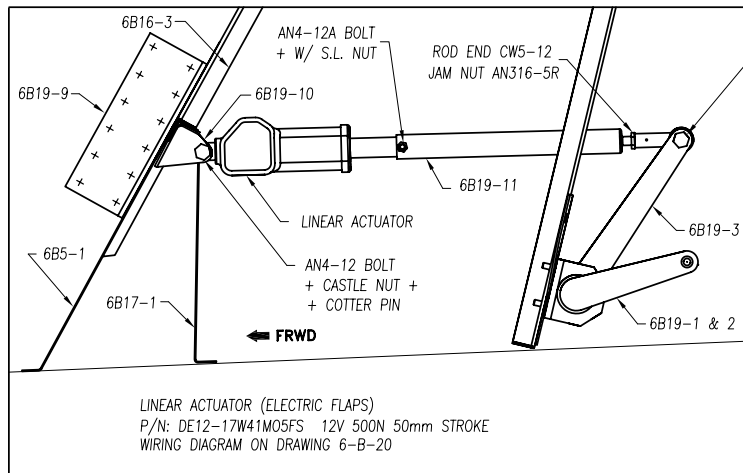 6B16-3
AN4-12A BOLT
+ W/ S.L. NUT
ROD END CW5-12
JAM NUT AN316-5R
6B19-9
6B19-10
6B19-11
6B19-3
LINEAR ACTUATOR
6B5-1
AN4-12 BOLT
+ CASTLE NUT +
+ COTTER PIN
6B17-1
6B19-1 & 2
FRWD
LINEAR ACTUATOR (ELECTRIC FLAPS)
P/N: DE12-17W41M05FS 12V 500N 50mm STROKE
WIRING DIAGRAM ON DRAWING 6-B-20